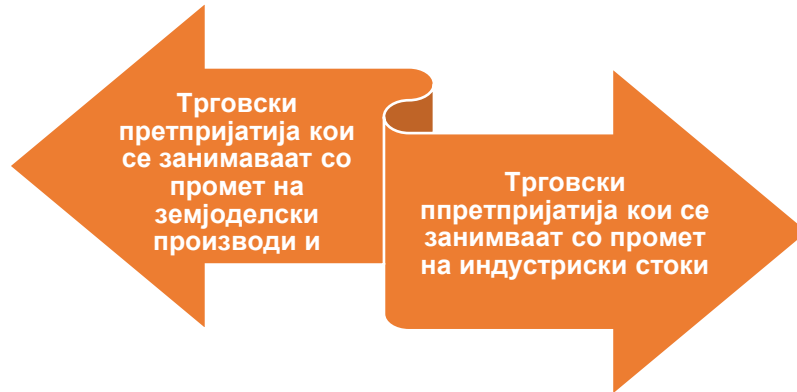 Трговски
претпријатија кои
се занимаваат со
промет на
земјоделски
производи и
Трговски
ппретпријатија кои се
занимваат со промет
на индустриски стоки